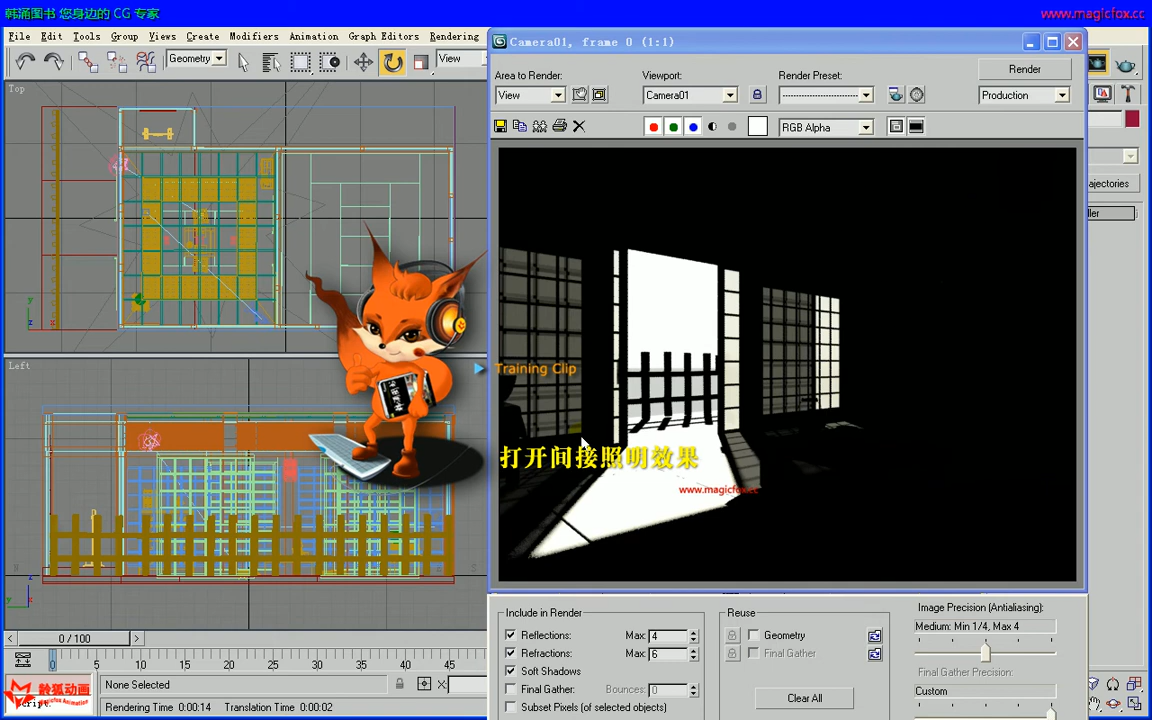 韩涌图书 您身边的 CG 专家
www.magicfox.cc
File Edit Tools Group Views Create Modifiers Animation Graph Editors Rendering
Camera01, frame 0 (1:1)
Geometry
View
Area to Render:
Viewport:
Render Preset:
Render
View
Camera01
Production
RGB Alpha
Top
ajectories
ller
Training Clip
打开间接照明效果
www.magicfox.cc
Left
0 / 100
0 5 10 15 20 25 30 35 40 45
None Selected
X:
Script.
龄狐动画
Rendering Time 0:00:14 Translation Time 0:00:02
Include in Render
Reflections: Max: 4
Refractions: Max: 6
Soft Shadows
Final Gather: Bounces: 0
Subset Pixels (of selected objects)
Reuse
Geometry
Final Gather
Clear All
Image Precision (Antialiasing):
Medium: Min 1/4, Max 4
Final Gather Precision:
Custom